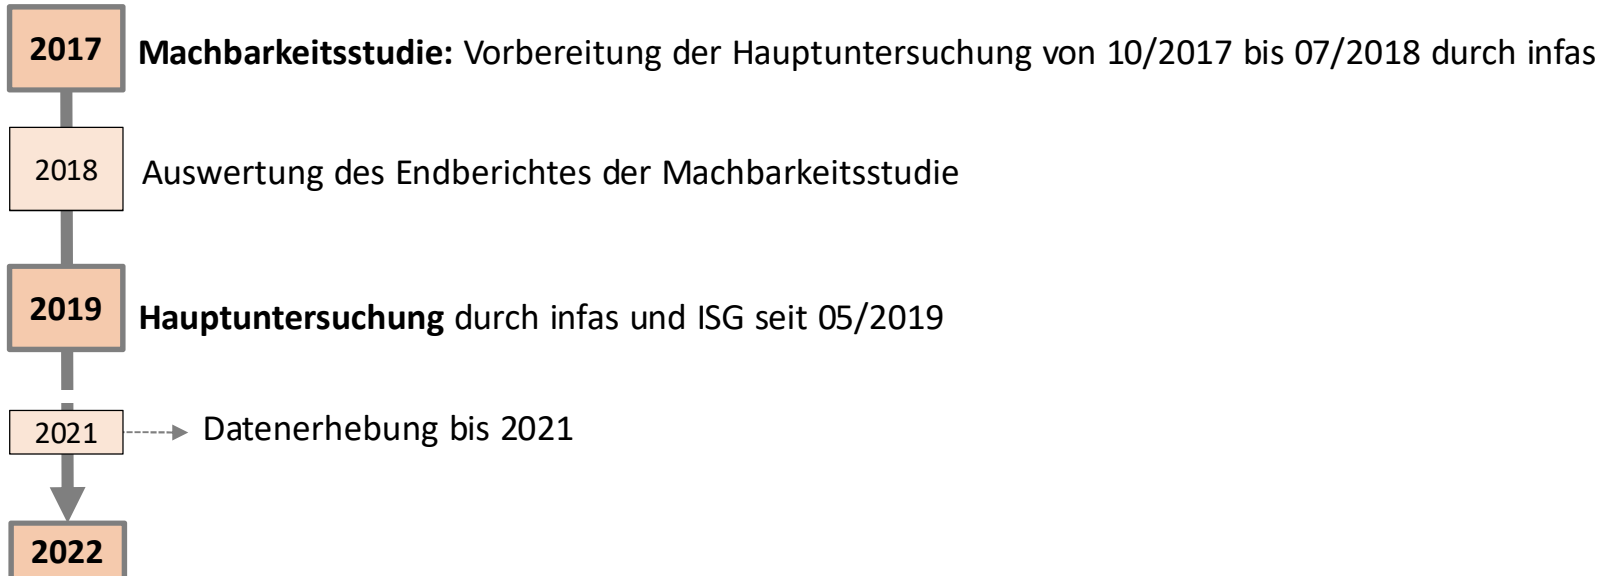 2017 Machbarkeitsstudie: Vorbereitung der Hauptuntersuchung von 10/2017 bis 07/2018 durch infas
2018 Auswertung des Endberichtes der Machbarkeitsstudie
2019 Hauptuntersuchung durch infas und ISG seit 05/2019
2021 Datenerhebung bis 2021
2022